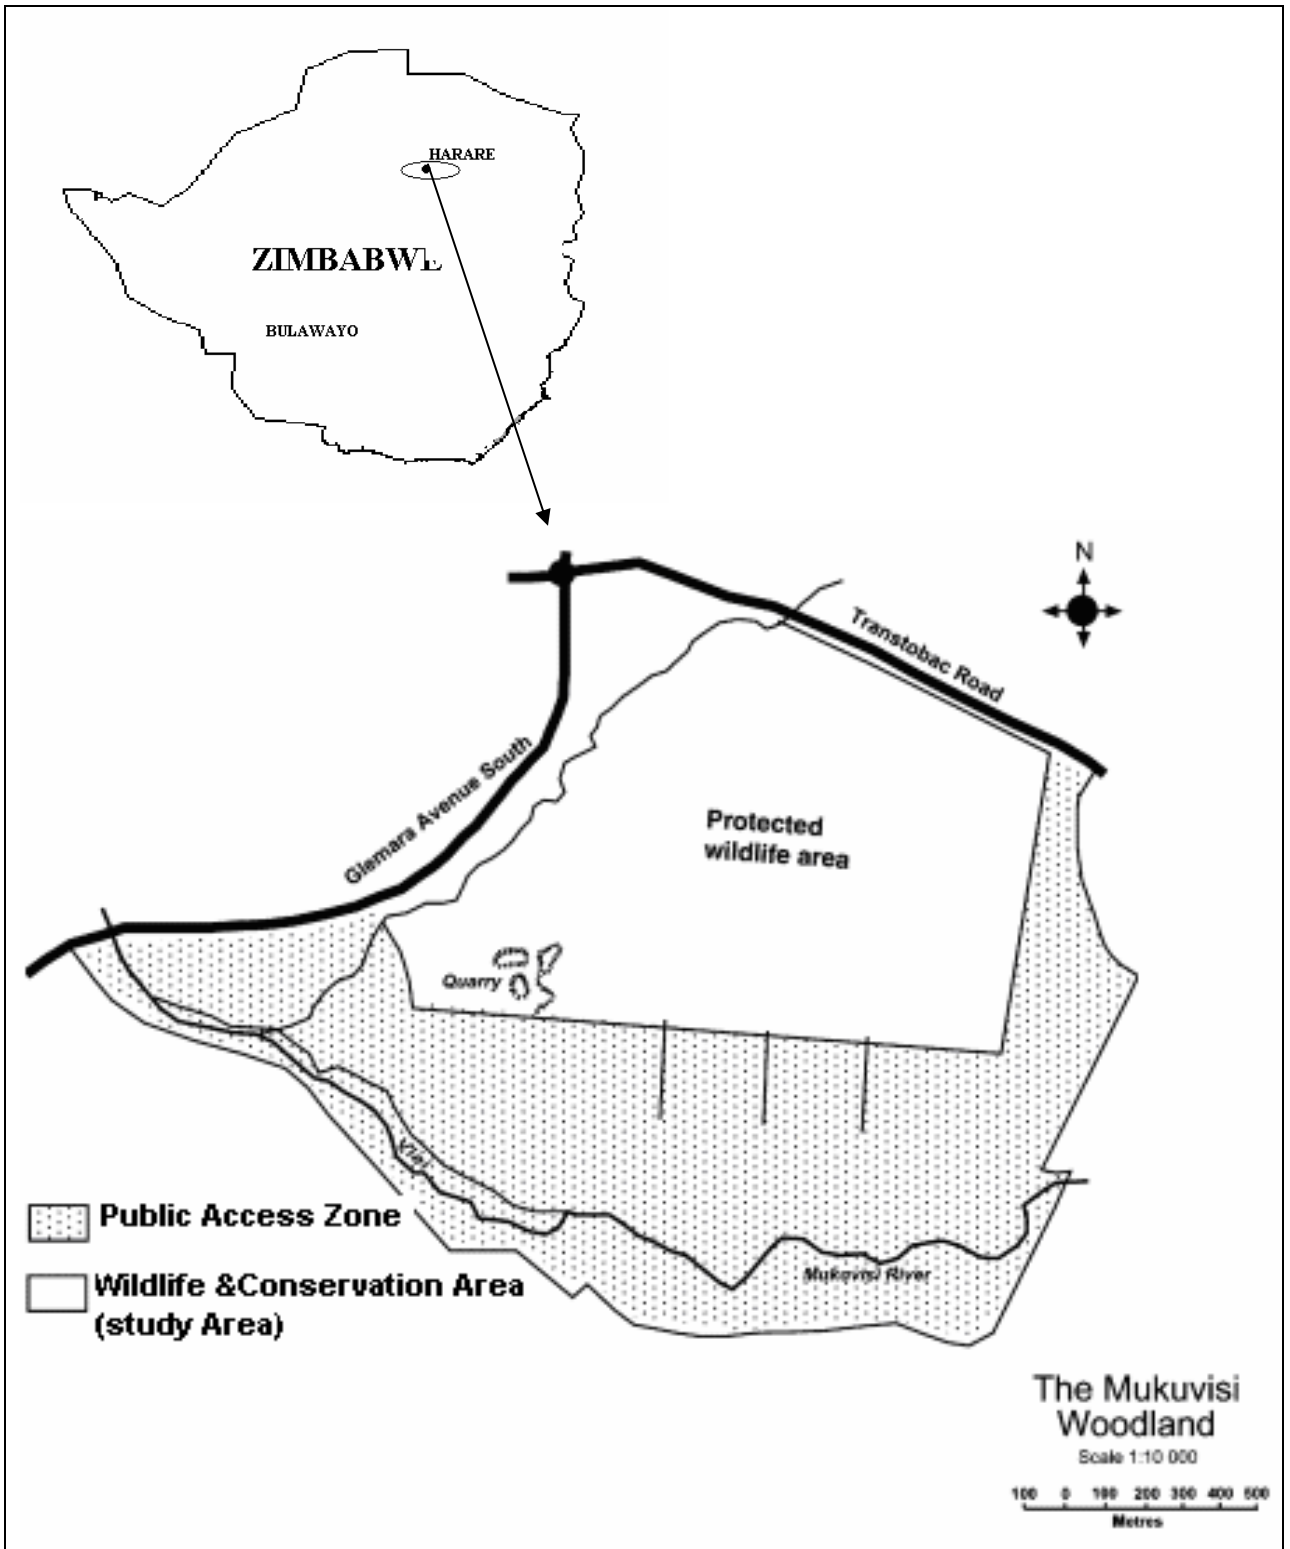 HARARE
ZIMBABWE
BULAWAYO
N
Transtobac Road
Glemara Avenue South
Protected
wildlife area
Quarry
Vlei
Public Access Zone
Mukuvisi River
Wildlife &Conservation Area
(study Area)
The Mukuvisi
Woodland
Scale 1:10 000
100 0 100 200 300 400 500
Metres